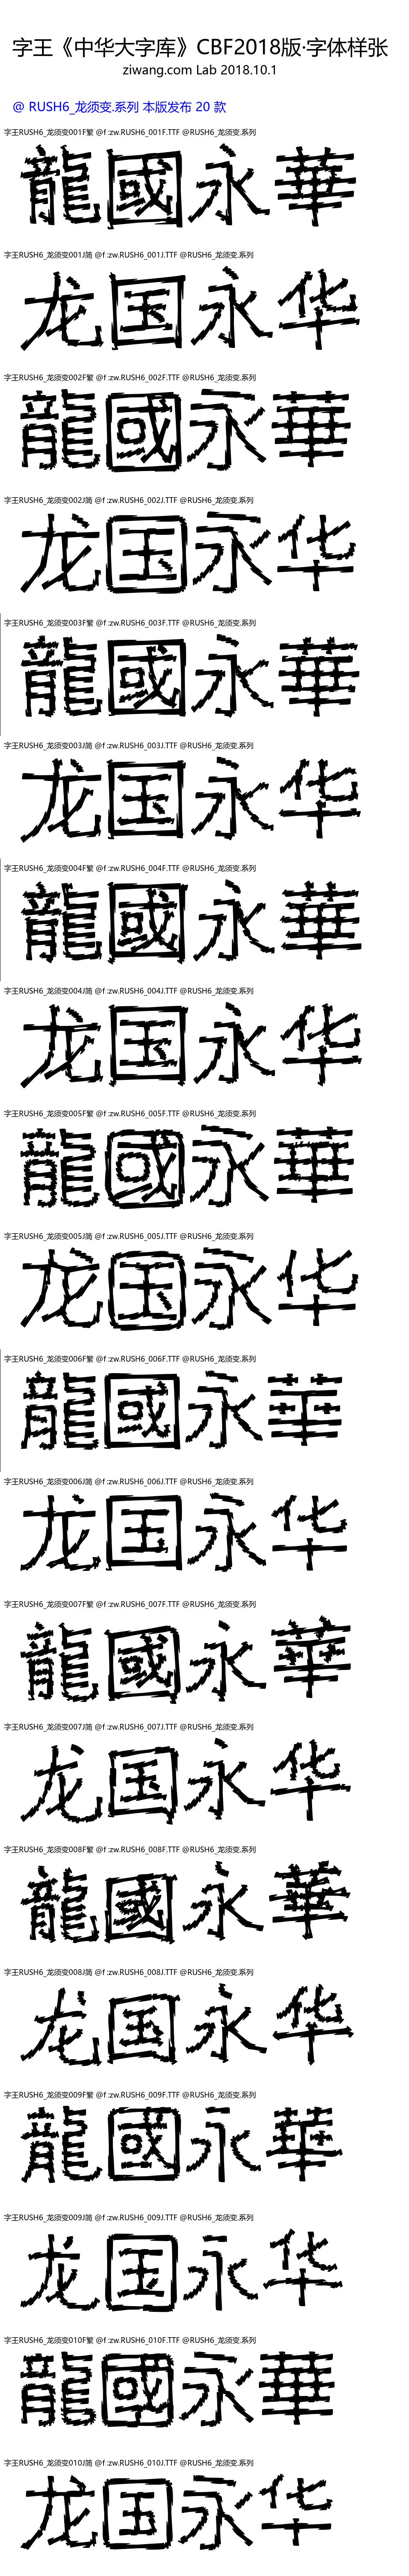 字王《中华大字库》CBF2018版·字体样张
ziwang.com Lab 2018.10.1
@ RUSH6_龙须变.系列 本版发布 20 款
字王RUSH6_龙须变001F繁 @f :zw.RUSH6_001F.TTF @RUSH6_龙须变.系列
龍國永華
字王RUSH6_龙须变001J简 @f :zw.RUSH6_001J.TTF @RUSH6_龙须变.系列
龙国永华
字王RUSH6_龙须变002F繁 @f :zw.RUSH6_002F.TTF @RUSH6_龙须变.系列
龍國永華
字王RUSH6_龙须变002J简 @f :zw.RUSH6_002J.TTF @RUSH6_龙须变.系列
龙国永华
字王RUSH6_龙须变003F繁 @f :zw.RUSH6_003F.TTF @RUSH6_龙须变.系列
龍國永華
字王RUSH6_龙须变003J简 @f :zw.RUSH6_003J.TTF @RUSH6_龙须变.系列
龙国永华
字王RUSH6_龙须变004F繁 @f :zw.RUSH6_004F.TTF @RUSH6_龙须变.系列
龍國永華
字王RUSH6_龙须变004J简 @f :zw.RUSH6_004J.TTF @RUSH6_龙须变.系列
龙国永华
字王RUSH6_龙须变005F繁 @f :zw.RUSH6_005F.TTF @RUSH6_龙须变.系列
龍國永華
字王RUSH6_龙须变005J简 @f :zw.RUSH6_005J.TTF @RUSH6_龙须变.系列
龙国永华
字王RUSH6_龙须变006F繁 @f :zw.RUSH6_006F.TTF @RUSH6_龙须变.系列
龍國永華
字王RUSH6_龙须变006J简 @f :zw.RUSH6_006J.TTF @RUSH6_龙须变.系列
龙国永华
字王RUSH6_龙须变007F繁 @f :zw.RUSH6_007F.TTF @RUSH6_龙须变.系列
龍國永華
字王RUSH6_龙须变007J简 @f :zw.RUSH6_007J.TTF @RUSH6_龙须变.系列
龙国永华
字王RUSH6_龙须变008F繁 @f :zw.RUSH6_008F.TTF @RUSH6_龙须变.系列
龍國永華
字王RUSH6_龙须变008J简 @f :zw.RUSH6_008J.TTF @RUSH6_龙须变.系列
龙国永华
字王RUSH6_龙须变009F繁 @f :zw.RUSH6_009F.TTF @RUSH6_龙须变.系列
龍國永華
字王RUSH6_龙须变009J简 @f :zw.RUSH6_009J.TTF @RUSH6_龙须变.系列
龙国永华
字王RUSH6_龙须变010F繁 @f :zw.RUSH6_010F.TTF @RUSH6_龙须变.系列
龍國永華
字王RUSH6_龙须变010J简 @f :zw.RUSH6_010J.TTF @RUSH6_龙须变.系列
龙国永华